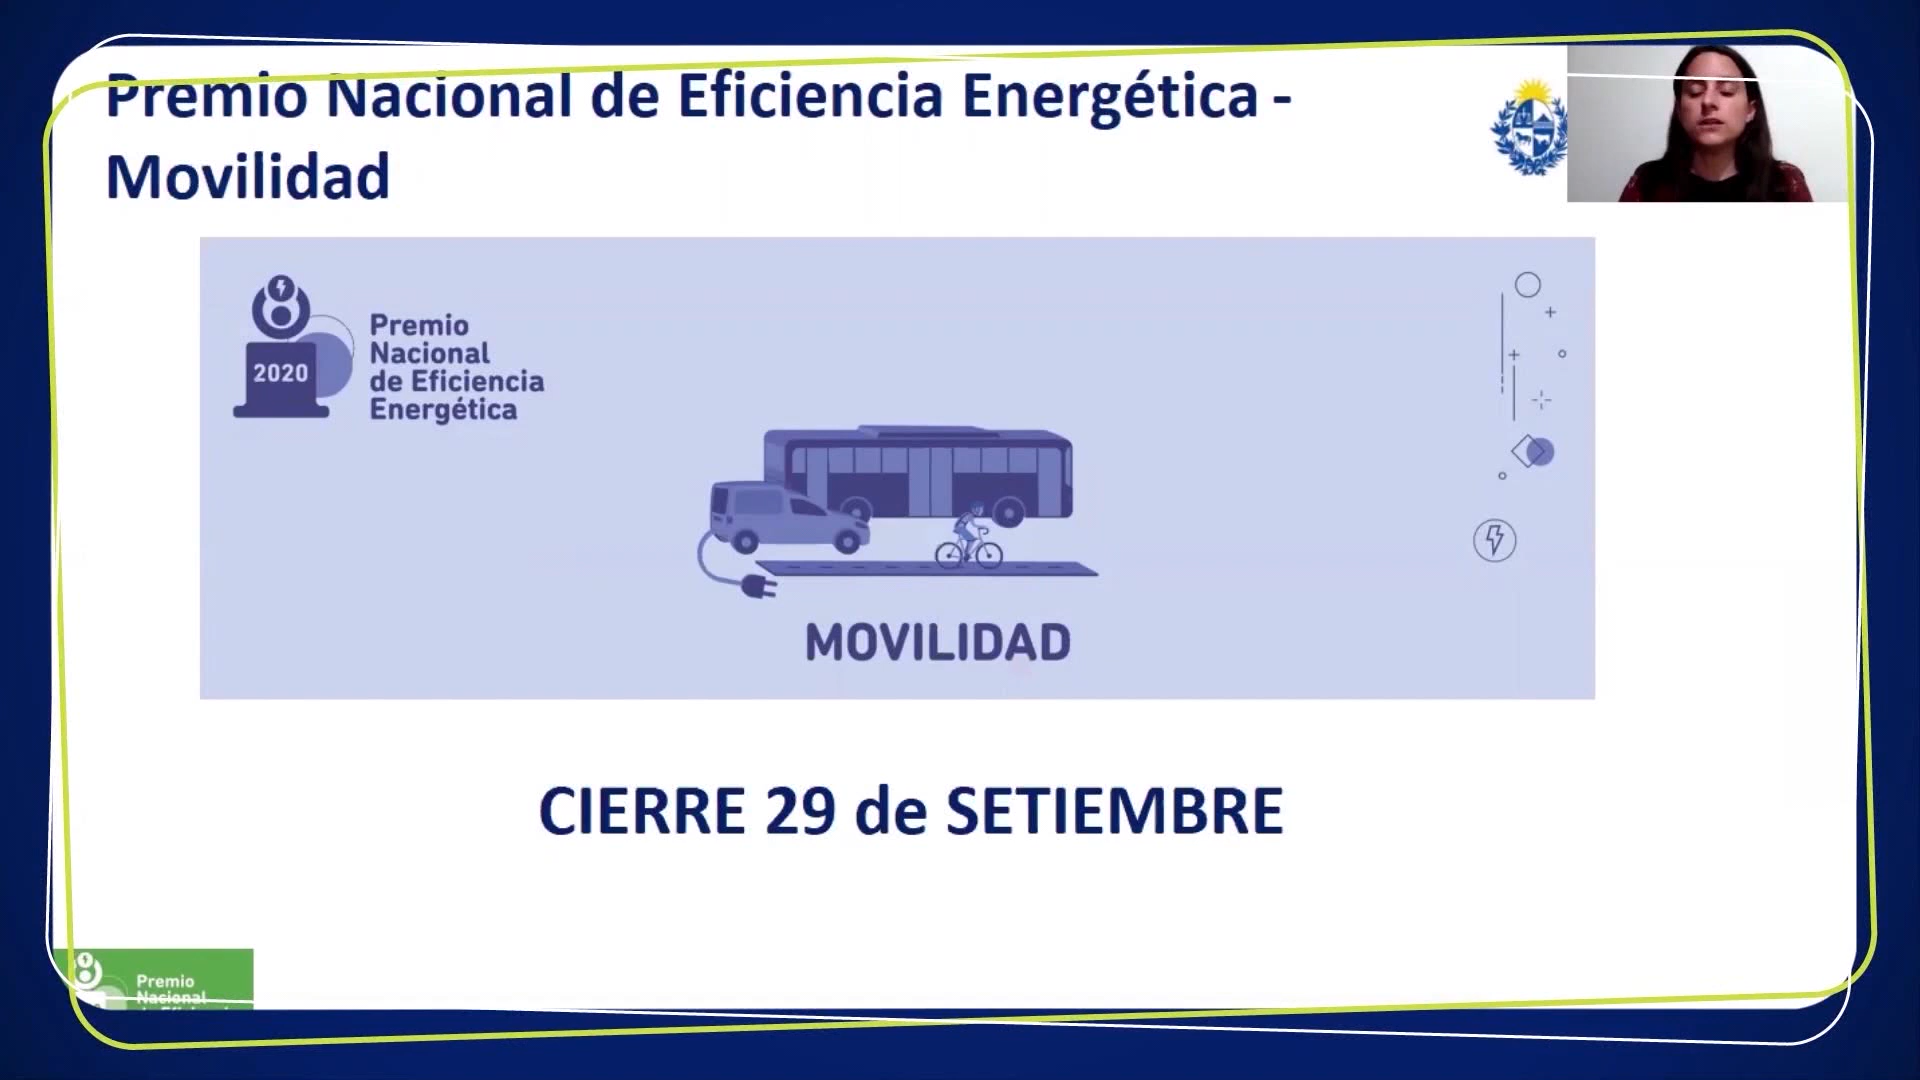 Premio Nacional de Eficiencia Energética -
Movilidad
2020
Premio
Nacional
de Eficiencia
Energética
MOVILIDAD
CIERRE 29 de SETIEMBRE
Premio
Nacional